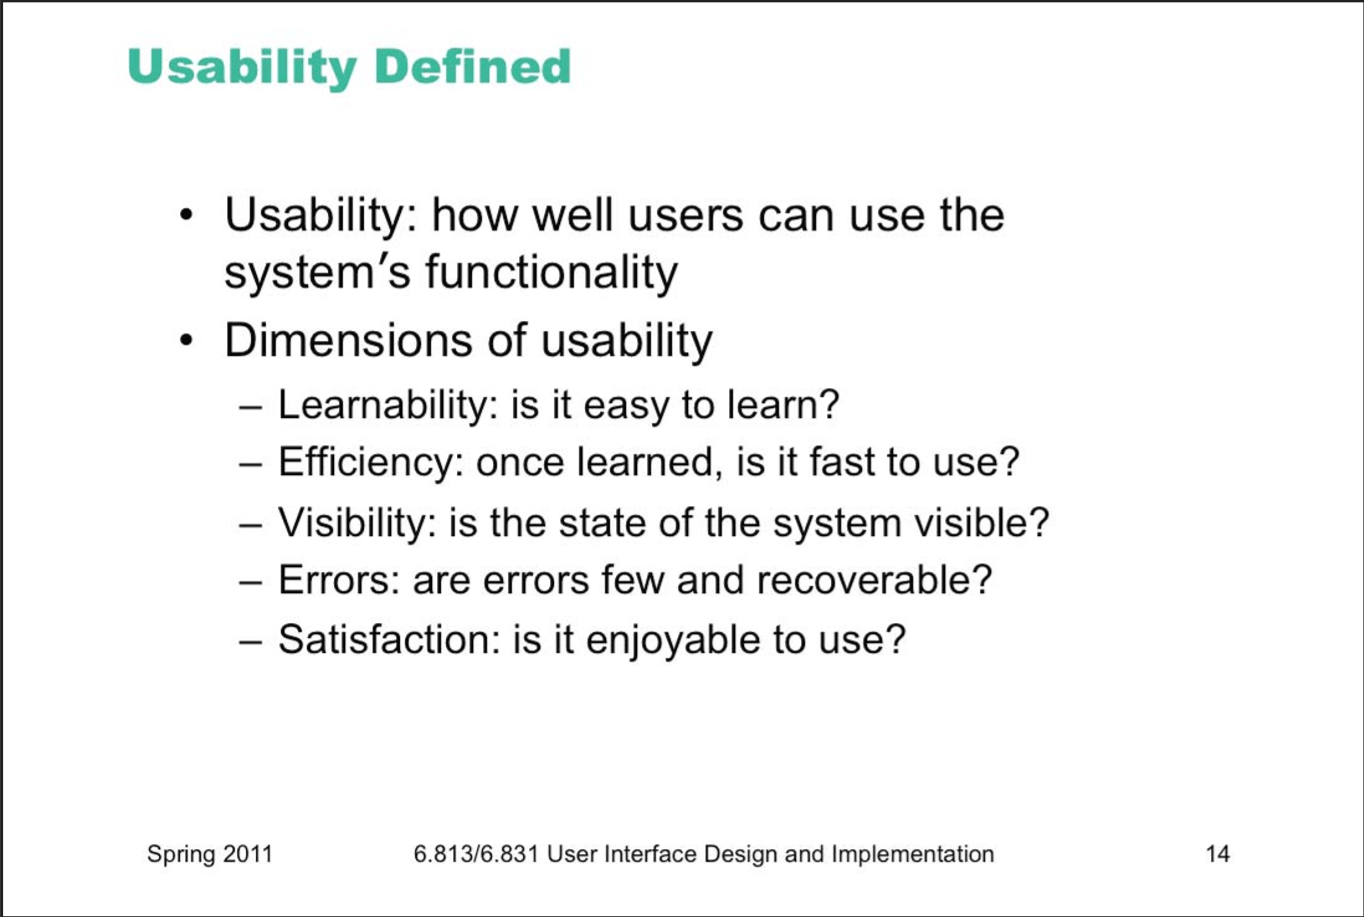 Usability Defined
• Usability: how well users can use the
system′s functionality
• Dimensions of usability
– Learnability: is it easy to learn?
– Efficiency: once learned, is it fast to use?
– Visibility: is the state of the system visible?
– Errors: are errors few and recoverable?
– Satisfaction: is it enjoyable to use?
Spring 2011 6.813/6.831 User Interface Design and Implementation 14